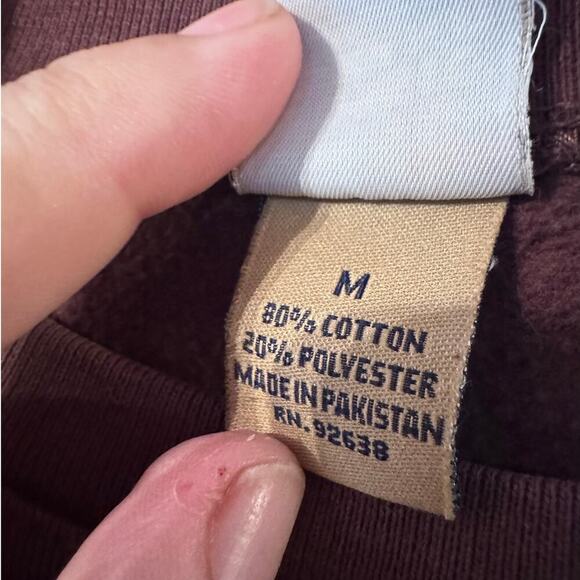 M
80% COTTON
20% POLYESTER
MADE IN PAKISTAN
RN. 92638